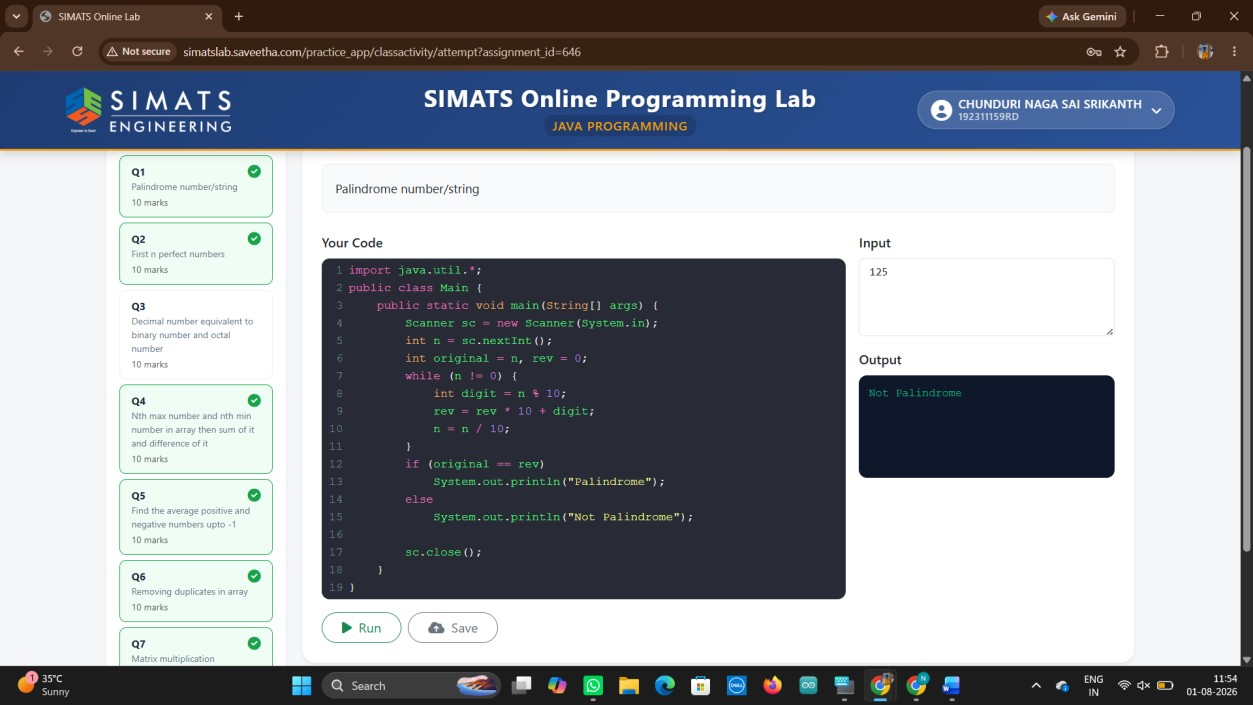 SIMATS Online Lab
Ask Gemini
Not secure
simatslab.saveetha.com/practice_app/classactivity/attempt?assignment_id=646
SIMATS
ENGINEERING
Engineer to Excel
SIMATS Online Programming Lab
JAVA PROGRAMMING
CHUNDURI NAGA SAI SRIKANTH
192311159RD
Q1
Palindrome number/string
10 marks
Q2
First n perfect numbers
10 marks
Q3
Decimal number equivalent to
binary number and octal
number
10 marks
Q4
Nth max number and nth min
number in array then sum of it
and difference of it
10 marks
Q5
Find the average positive and
negative numbers upto -1
10 marks
Q6
Removing duplicates in array
10 marks
Q7
Matrix multiplication
Palindrome number/string
Your Code
1 import java.util.*;
2 public class Main {
3     public static void main(String[] args) {
4         Scanner sc = new Scanner(System.in);
5         int n = sc.nextInt();
6         int original = n, rev = 0;
7         while (n != 0) {
8             int digit = n % 10;
9             rev = rev * 10 + digit;
10             n = n / 10;
11         }
12         if (original == rev)
13             System.out.println("Palindrome");
14         else
15             System.out.println("Not Palindrome");
16
17         sc.close();
18     }
19 }
Run
Save
Input
125
Output
Not Palindrome
1
35°C
Sunny
Search
DELL
ENG
IN
11:54
01-08-2026